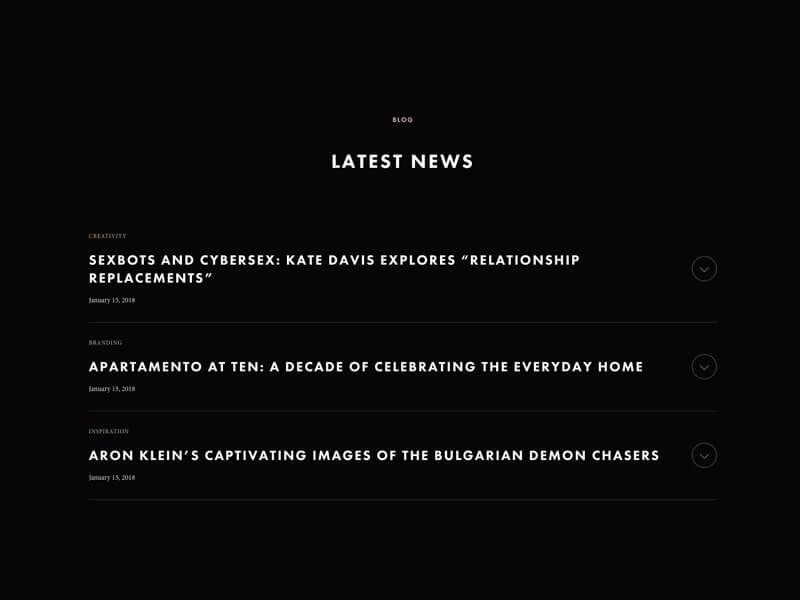 BLOG
LATEST NEWS
CREATIVITY
SEXBOTS AND CYBERSEX: KATE DAVIS EXPLORES “RELATIONSHIP
REPLACEMENTS”
January 15, 2018
BRANDING
APARTAMENTO AT TEN: A DECADE OF CELEBRATING THE EVERYDAY HOME
January 15, 2018
INSPIRATION
ARON KLEIN’S CAPTIVATING IMAGES OF THE BULGARIAN DEMON CHASERS
January 15, 2018